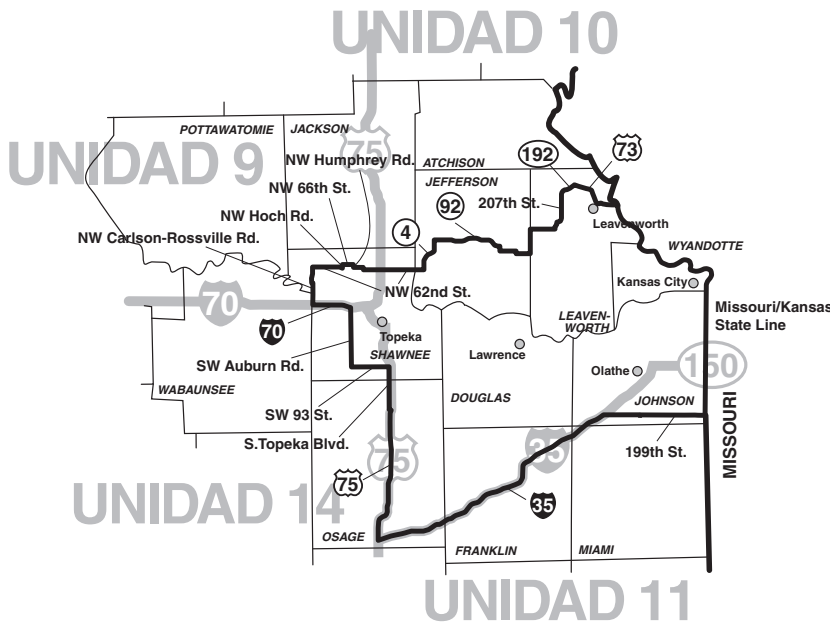 UNIDAD 10
POTTAWATOMIE
JACKSON
75
UNIDAD 9
NW Humphrey Rd.
ATCHISON
192
73
NW 66th St.
JEFFERSON
92
207th St.
NW Hoch Rd.
Leavenworth
4
NW Carlson-Rossville Rd.
WYANDOTTE
Kansas City
NW 62nd St.
70
Missouri/Kansas
State Line
LEAVEN-
WORTH
70
Topeka
SHAWNEE
Lawrence
SW Auburn Rd.
Olathe
150
WABAUNSEE
DOUGLAS
JOHNSON
SW 93 St.
S.Topeka Blvd.
199th St.
MISSOURI
75
35
75
UNIDAD 14
35
OSAGE
FRANKLIN
MIAMI
UNIDAD 11